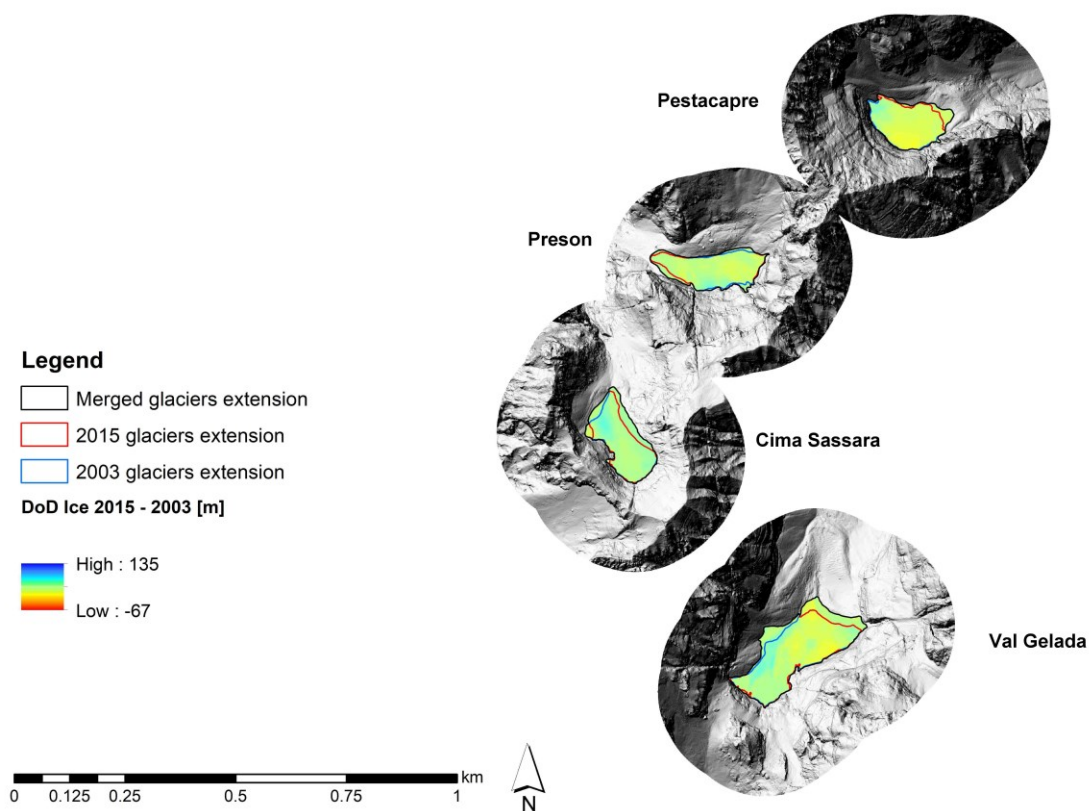 Pestacapre
Preson
Legend
Merged glaciers extension
2015 glaciers extension
2003 glaciers extension
DoD Ice 2015 - 2003 [m]
High : 135
Low : -67
Cima Sassara
Val Gelada
km
0 0.125 0.25 0.5 0.75 1
N